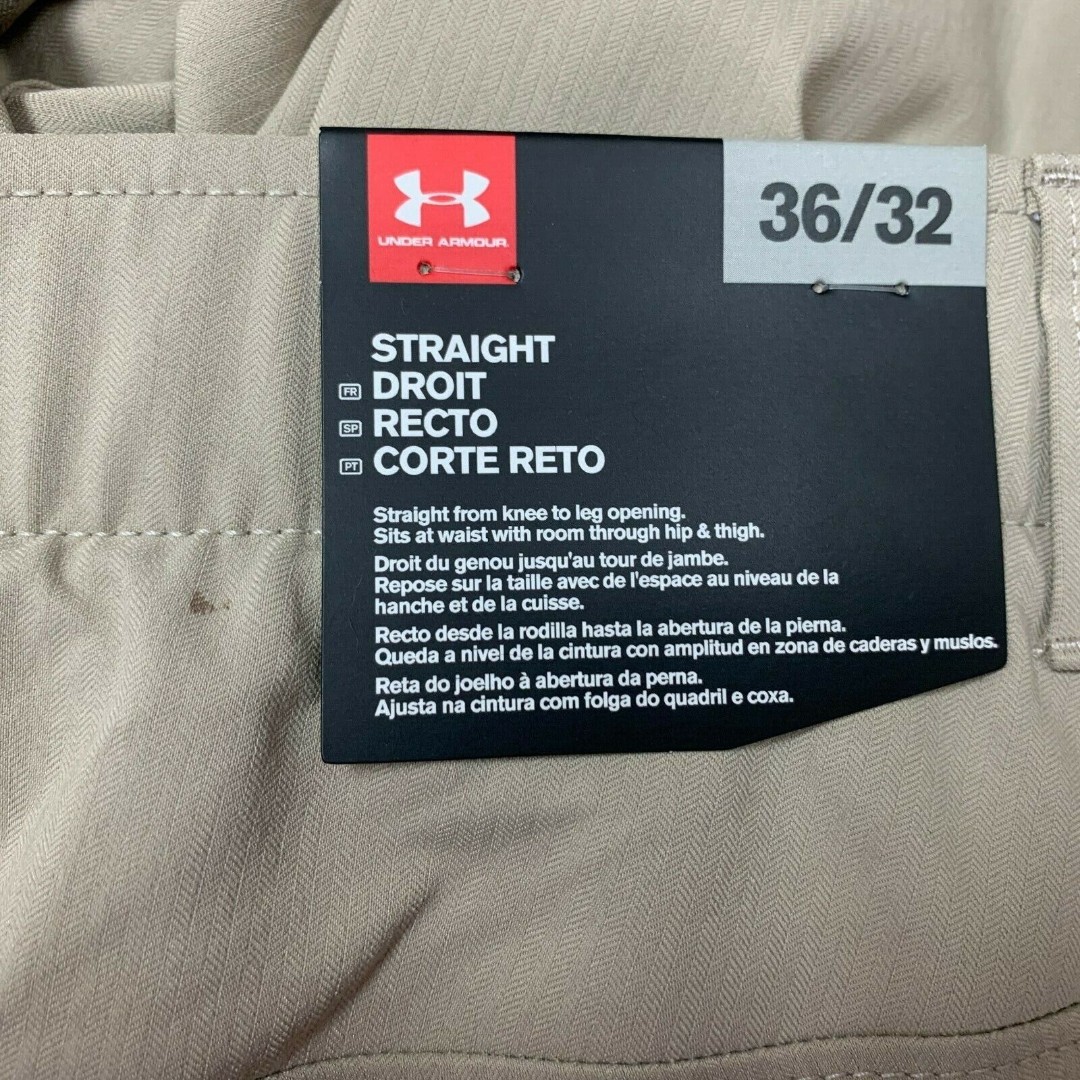 UNDER ARMOUR.
36/32
STRAIGHT
FR DROIT
SP RECTO
PT CORTE RETO
Straight from knee to leg opening.
Sits at waist with room through hip & thigh.
Droit du genou jusqu'au tour de jambe.
Repose sur la taille avec de l'espace au niveau de la
hanche et de la cuisse.
Recto desde la rodilla hasta la abertura de la pierna.
Queda a nivel de la cintura con amplitud en zona de caderas y muslos.
Reta do joelho à abertura da perna.
Ajusta na cintura com folga do quadril e coxa.